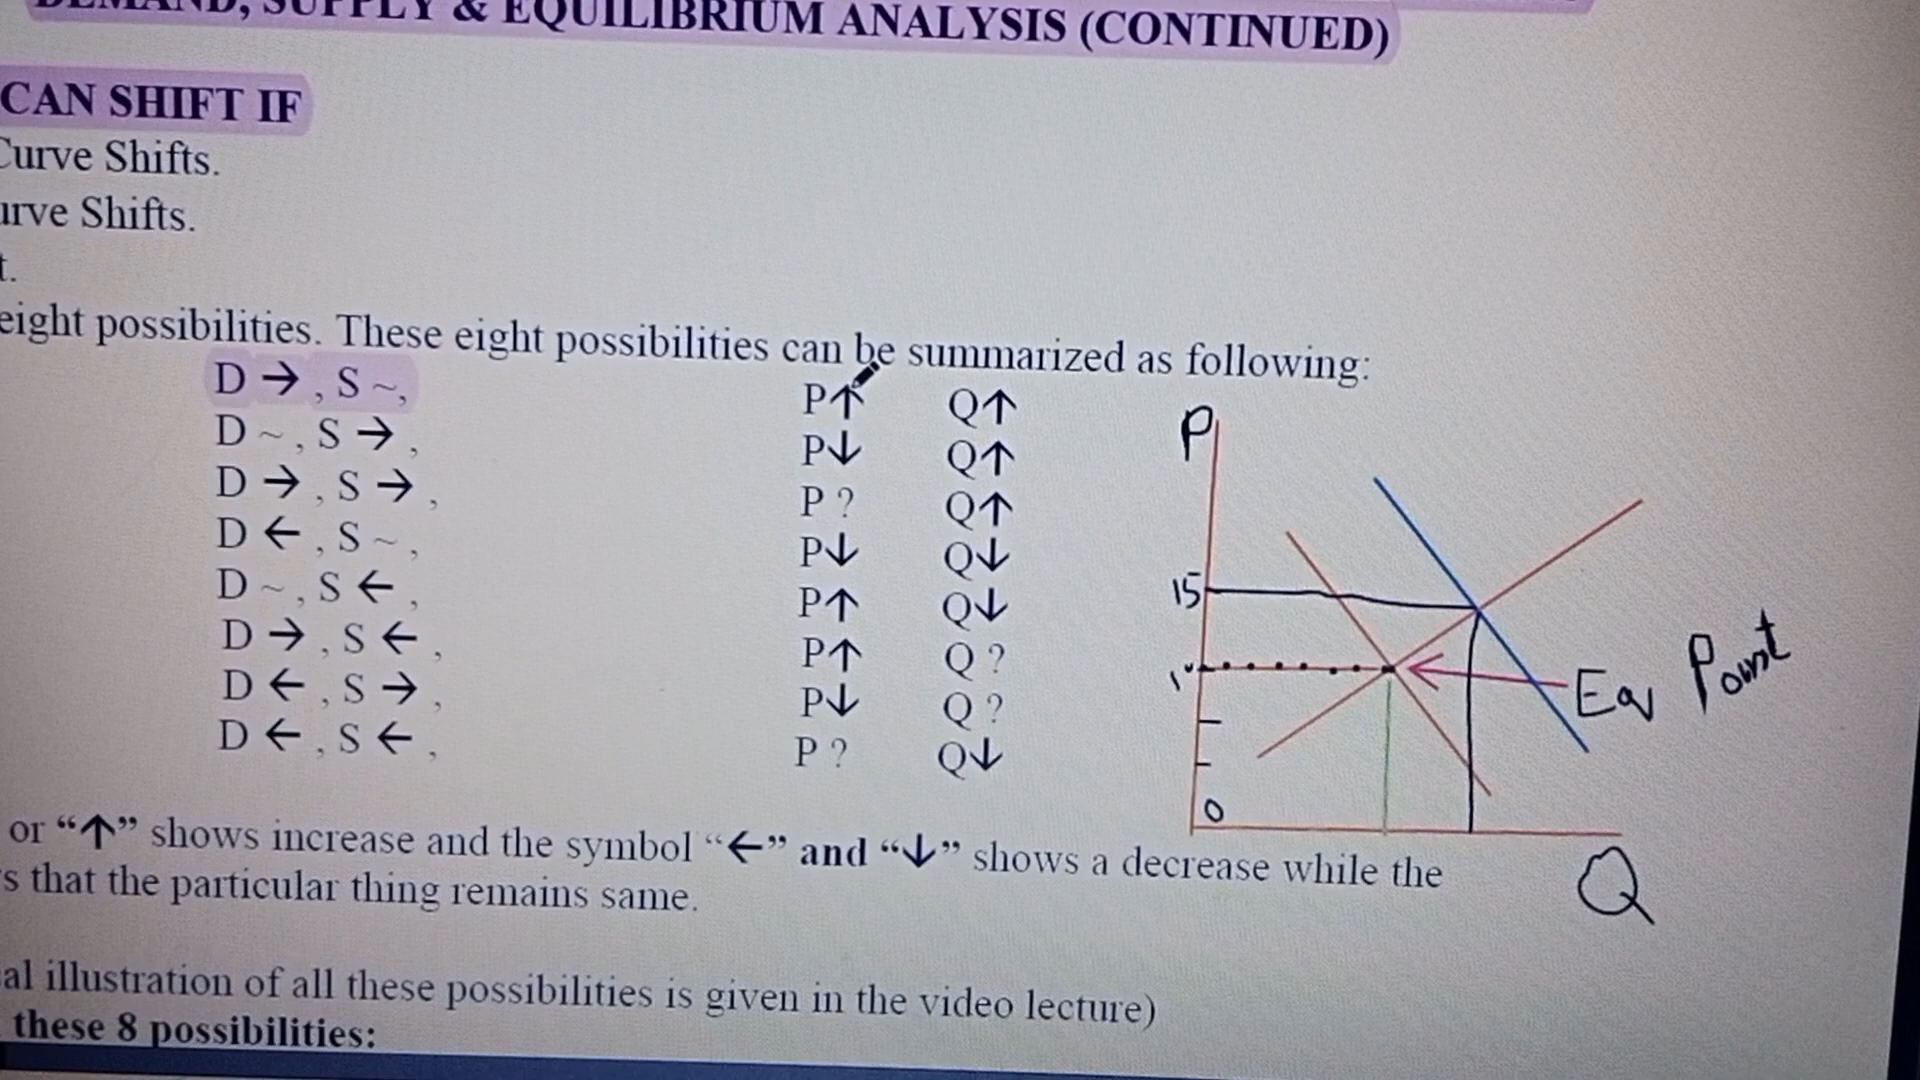 DEMAND, SUPPLY & EQUILIBRIUM ANALYSIS (CONTINUED)
CAN SHIFT IF
Curve Shifts.
urve Shifts.
t.
eight possibilities. These eight possibilities can be summarized as following:
D → , S ~, P↑ Q↑
D ~ , S → , P↓ Q↑
D → , S → , P ? Q↑
D ← , S ~ , P↓ Q↓
D ~ , S ← , P↑ Q↓
D → , S ← , P↑ Q ?
D ← , S → , P↓ Q ?
D ← , S ← , P ? Q↓
P
15
Eq Point
0
Q
or “↑” shows increase and the symbol “←” and “↓” shows a decrease while the
s that the particular thing remains same.
al illustration of all these possibilities is given in the video lecture)
these 8 possibilities: